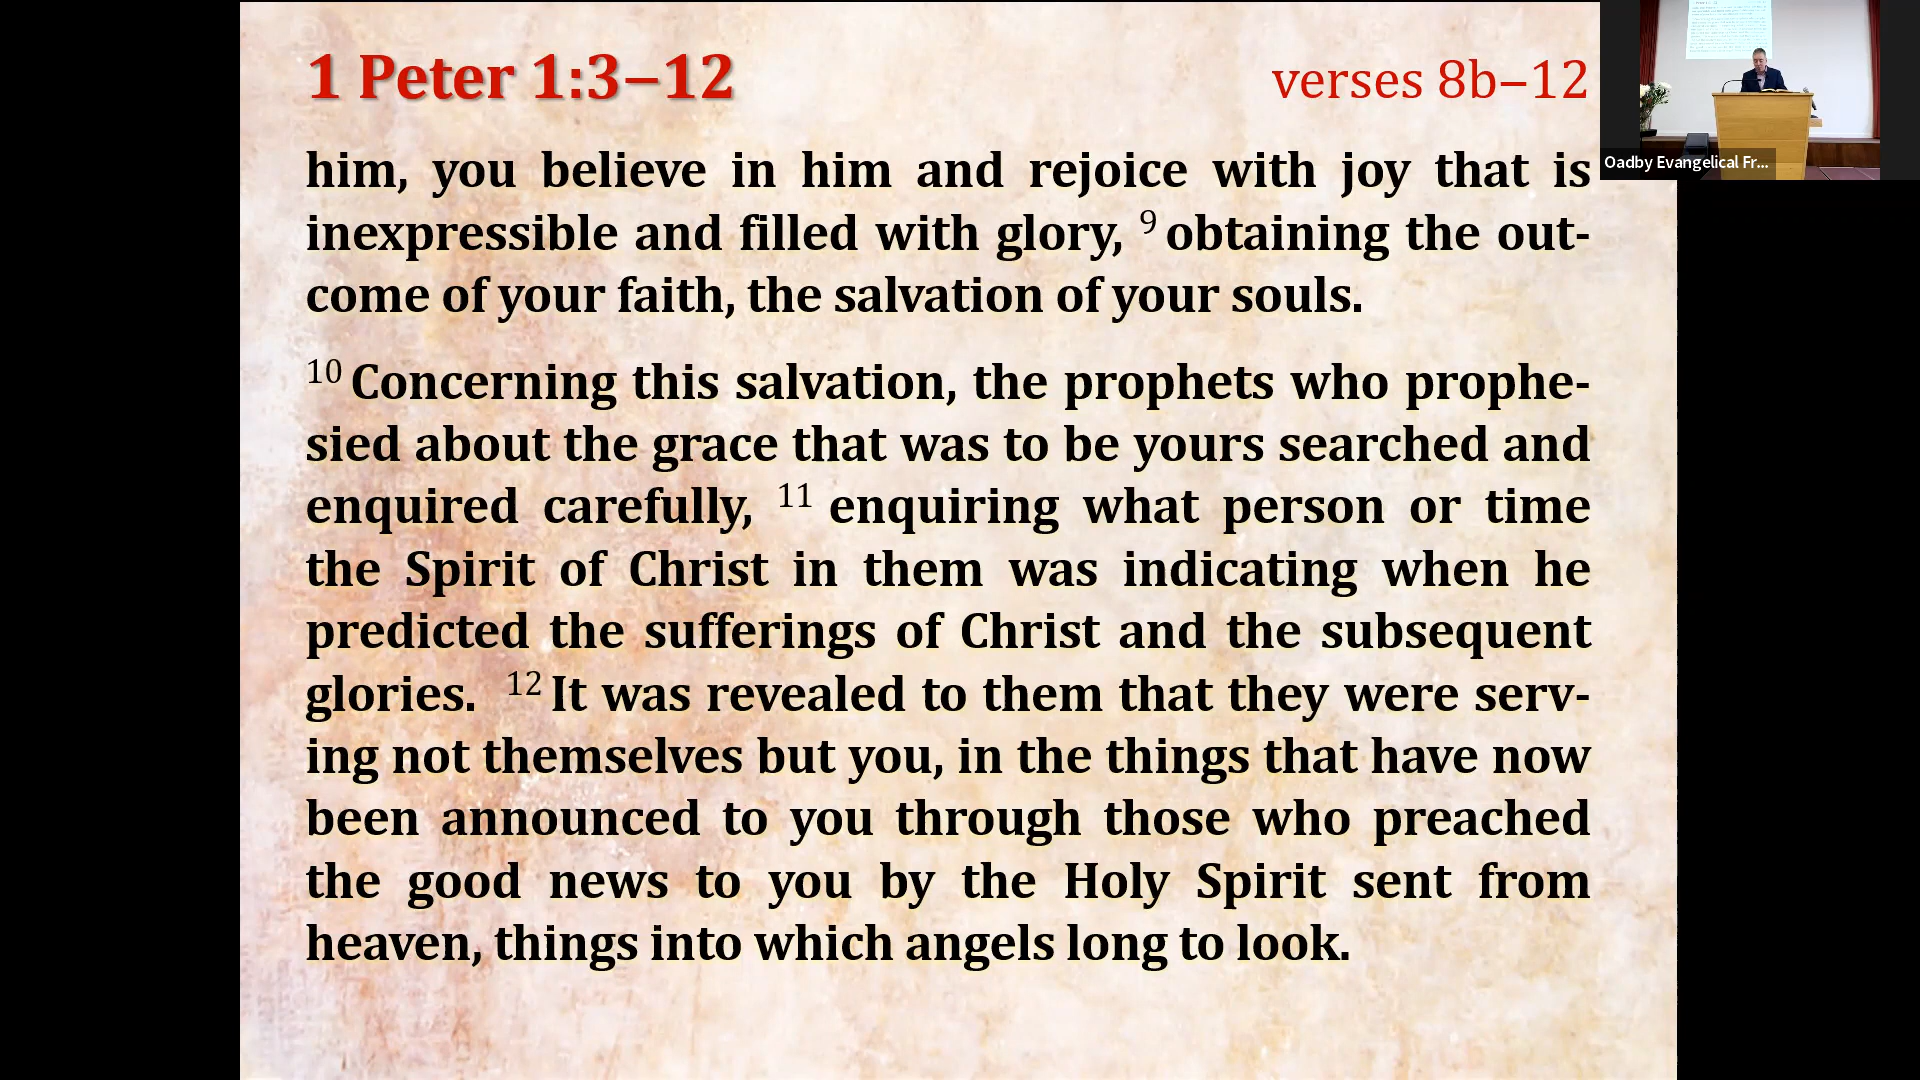 1 Peter 1:3–12
verses 8b–12
him, you believe in him and rejoice with joy that is
inexpressible and filled with glory, 9 obtaining the out-
come of your faith, the salvation of your souls.
10 Concerning this salvation, the prophets who prophe-
sied about the grace that was to be yours searched and
enquired carefully, 11 enquiring what person or time
the Spirit of Christ in them was indicating when he
predicted the sufferings of Christ and the subsequent
glories. 12 It was revealed to them that they were serv-
ing not themselves but you, in the things that have now
been announced to you through those who preached
the good news to you by the Holy Spirit sent from
heaven, things into which angels long to look.
Oadby Evangelical Fr...